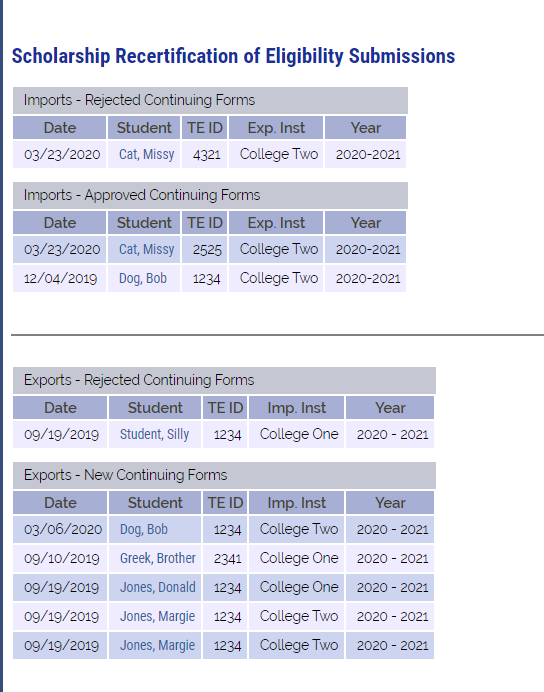 Scholarship Recertification of Eligibility Submissions
Imports - Rejected Continuing Forms
Date Student TE ID Exp. Inst Year
03/23/2020 Cat, Missy 4321 College Two 2020-2021
Imports - Approved Continuing Forms
Date Student TE ID Exp. Inst Year
03/23/2020 Cat, Missy 2525 College Two 2020-2021
12/04/2019 Dog, Bob 1234 College Two 2020-2021
Exports - Rejected Continuing Forms
Date Student TE ID Imp. Inst Year
09/19/2019 Student, Silly 1234 College One 2020 - 2021
Exports - New Continuing Forms
Date Student TE ID Imp. Inst Year
03/06/2020 Dog, Bob 1234 College Two 2020 - 2021
09/10/2019 Greek, Brother 2341 College One 2020 - 2021
09/19/2019 Jones, Donald 1234 College One 2020 - 2021
09/19/2019 Jones, Margie 1234 College Two 2020 - 2021
09/19/2019 Jones, Margie 1234 College Two 2020 - 2021